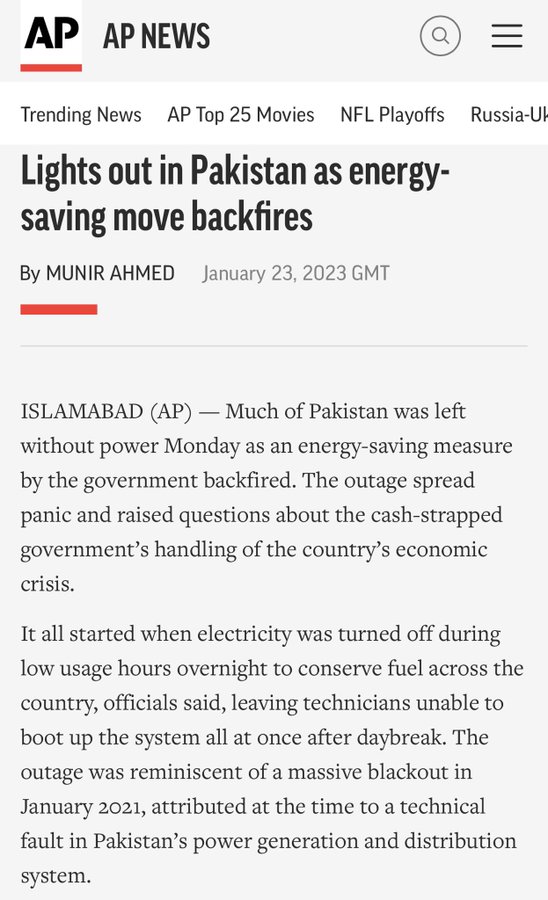 AP AP NEWS
Trending News AP Top 25 Movies NFL Playoffs Russia-Uk
Lights out in Pakistan as energy-
saving move backfires
By MUNIR AHMED January 23, 2023 GMT
ISLAMABAD (AP) — Much of Pakistan was left
without power Monday as an energy-saving measure
by the government backfired. The outage spread
panic and raised questions about the cash-strapped
government’s handling of the country’s economic
crisis.
It all started when electricity was turned off during
low usage hours overnight to conserve fuel across the
country, officials said, leaving technicians unable to
boot up the system all at once after daybreak. The
outage was reminiscent of a massive blackout in
January 2021, attributed at the time to a technical
fault in Pakistan’s power generation and distribution
system.